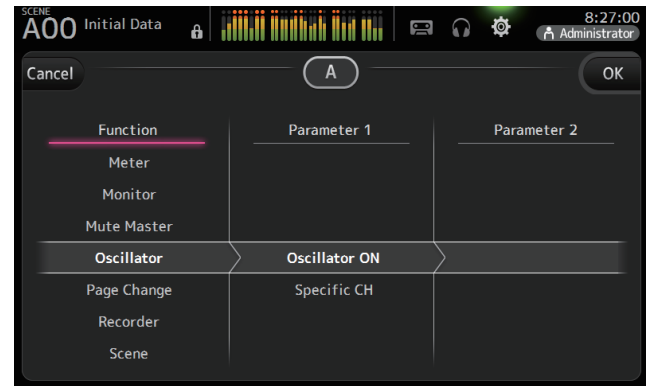 SCENE
A00 Initial Data
8:27:00
Administrator
Cancel
A
OK
Function
Parameter 1
Parameter 2
Meter
Monitor
Mute Master
Oscillator
Oscillator ON
Page Change
Specific CH
Recorder
Scene